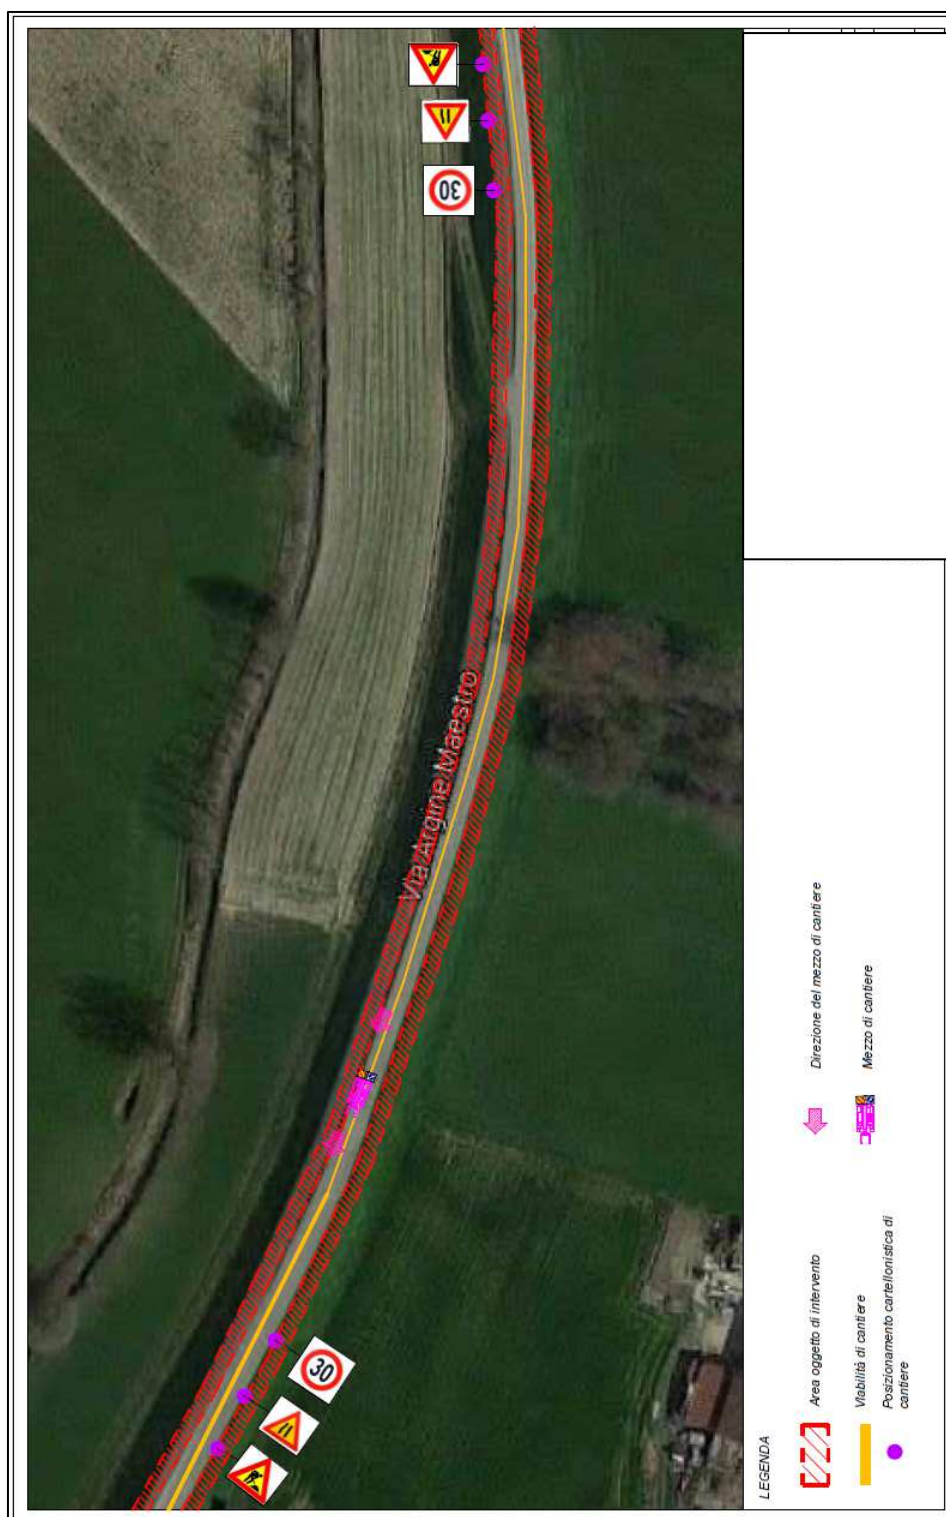 30
Via Argine Maestro
30
LEGENDA
Area oggetto di intervento
Viabilità di cantiere
Posizionamento cartellonistica di
cantiere
Direzione del mezzo di cantiere
Mezzo di cantiere